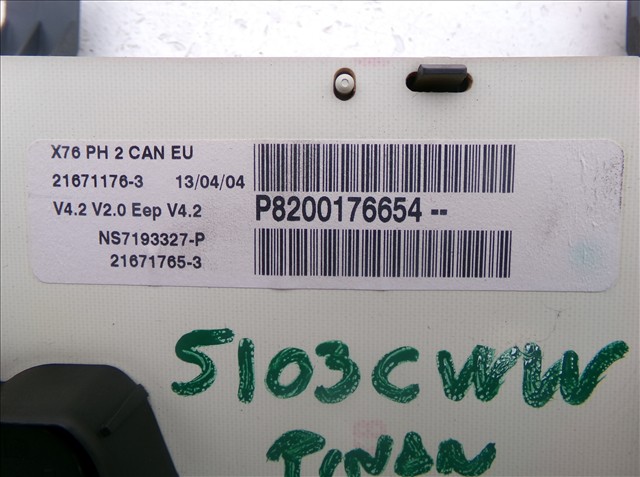 X76 PH 2 CAN EU
21671176-3 13/04/04
V4.2 V2.0 Eep V4.2
P8200176654 --
NS7193327-P
21671765-3
5103CWW